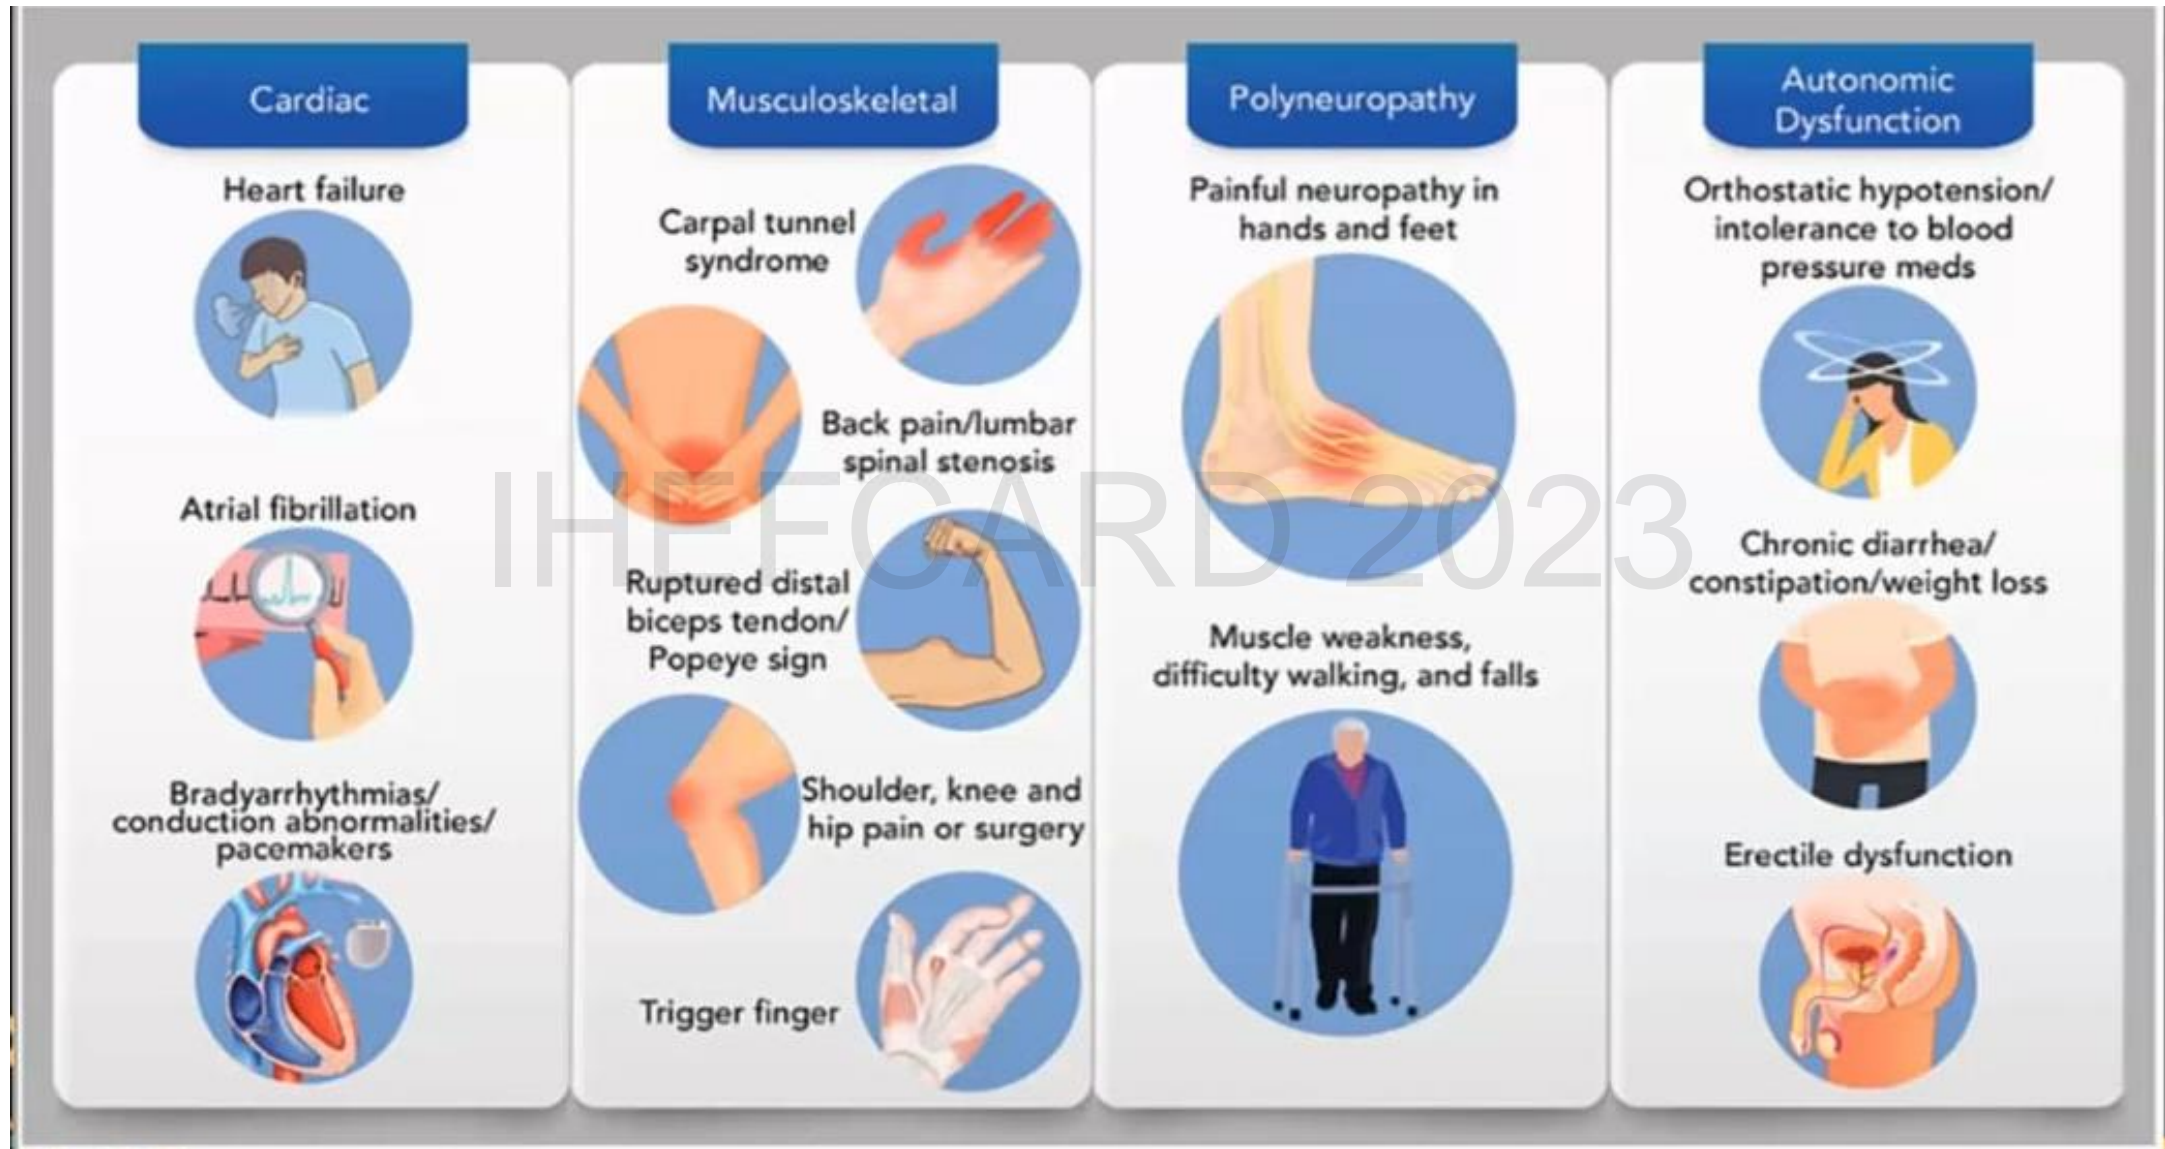 Cardiac
Heart failure
Atrial fibrillation
Bradyarrhythmias/
conduction abnormalities/
pacemakers
Musculoskeletal
Carpal tunnel
syndrome
Back pain/lumbar
spinal stenosis
Ruptured distal
biceps tendon/
Popeye sign
Shoulder, knee and
hip pain or surgery
Trigger finger
Polyneuropathy
Painful neuropathy in
hands and feet
Muscle weakness,
difficulty walking, and falls
Autonomic
Dysfunction
Orthostatic hypotension/
intolerance to blood
pressure meds
Chronic diarrhea/
constipation/weight loss
Erectile dysfunction
IHEFCARD 2023